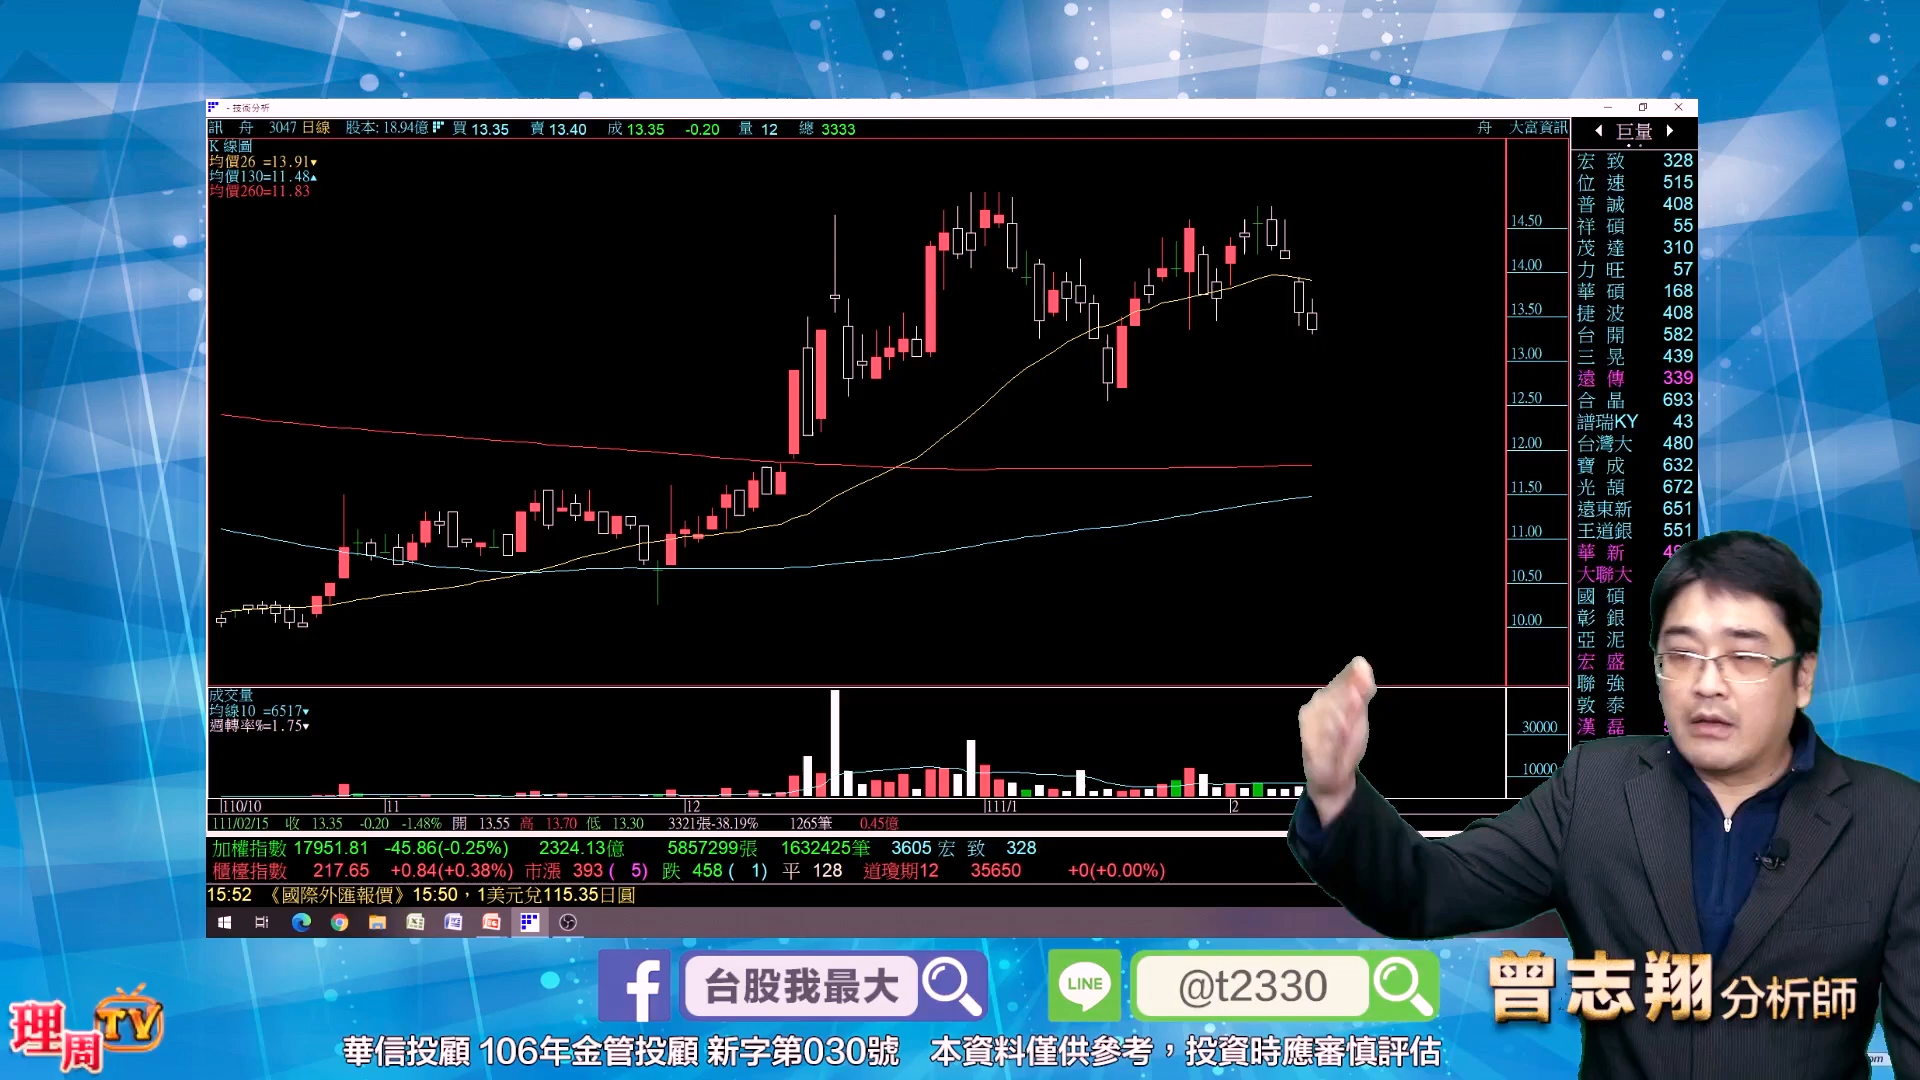 - 技術分析
訊 舟 3047 日線 股本: 18.94億 買 13.35 賣 13.40 成 13.35 -0.20 量 12 總 3333 舟 大富資訊
K 線圖
均價26 =13.91▾
均價130=11.48▴
均價260=11.83
14.50
14.00
13.50
13.00
12.50
12.00
11.50
11.00
10.50
10.00
成交量
均線10 =6517▾
週轉率%=1.75▾
30000
10000
110/10 11 12 111/1 2
111/02/15 收 13.35 -0.20 -1.48% 開 13.55 高 13.70 低 13.30 3321張-38.19% 1265筆 0.45億
巨量
宏 致 328
位 速 515
普 誠 408
祥 碩 55
茂 達 310
力 旺 57
華 碩 168
捷 波 408
台 開 582
三 晃 439
遠 傳 339
合 晶 693
譜瑞KY 43
台灣大 480
寶 成 632
光 頡 672
遠東新 651
王道銀 551
華 新
大聯大
國 碩
彰 銀
亞 泥
宏 盛
聯 強
敦 泰
漢 磊
加權指數 17951.81 -45.86(-0.25%) 2324.13億 5857299張 1632425筆 3605 宏 致 328
櫃檯指數 217.65 +0.84(+0.38%) 市漲 393 ( 5) 跌 458 ( 1) 平 128 道瓊期12 35650 +0(+0.00%)
15:52 《國際外匯報價》15:50，1美元兌115.35日圓
f 台股我最大 LINE @t2330
曾志翔 分析師
理周TV
華信投顧 106年金管投顧 新字第030號 本資料僅供參考，投資時應審慎評估